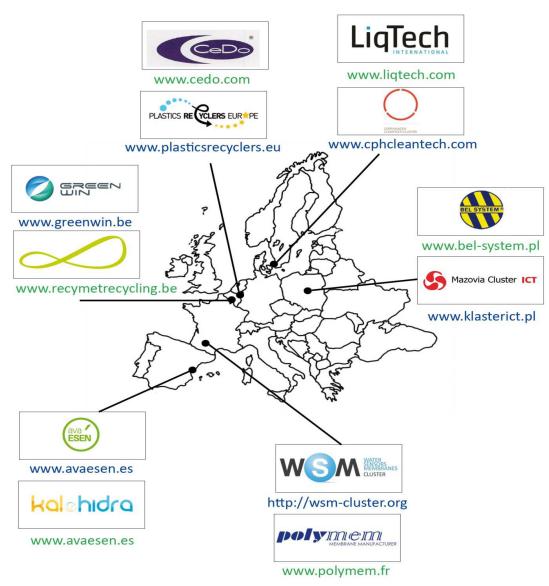 CeDo
www.cedo.com
LiqTech
INTERNATIONAL
www.liqtech.com
PLASTICS RECYCLERS EUROPE
www.plasticsrecyclers.eu
COPENHAGEN
CLEANTECH CLUSTER
www.cphcleantech.com
GREEN
WIN
www.greenwin.be
www.recymetrecycling.be
BEL SYSTEM
www.bel-system.pl
Mazovia Cluster ICT
www.klasterict.pl
ava
ESEN
www.avaesen.es
kalehidra
www.avaesen.es
WSM
WATER
SENSORS
MEMBRANES
CLUSTER
http://wsm-cluster.org
polymem
MEMBRANE MANUFACTURER
www.polymem.fr